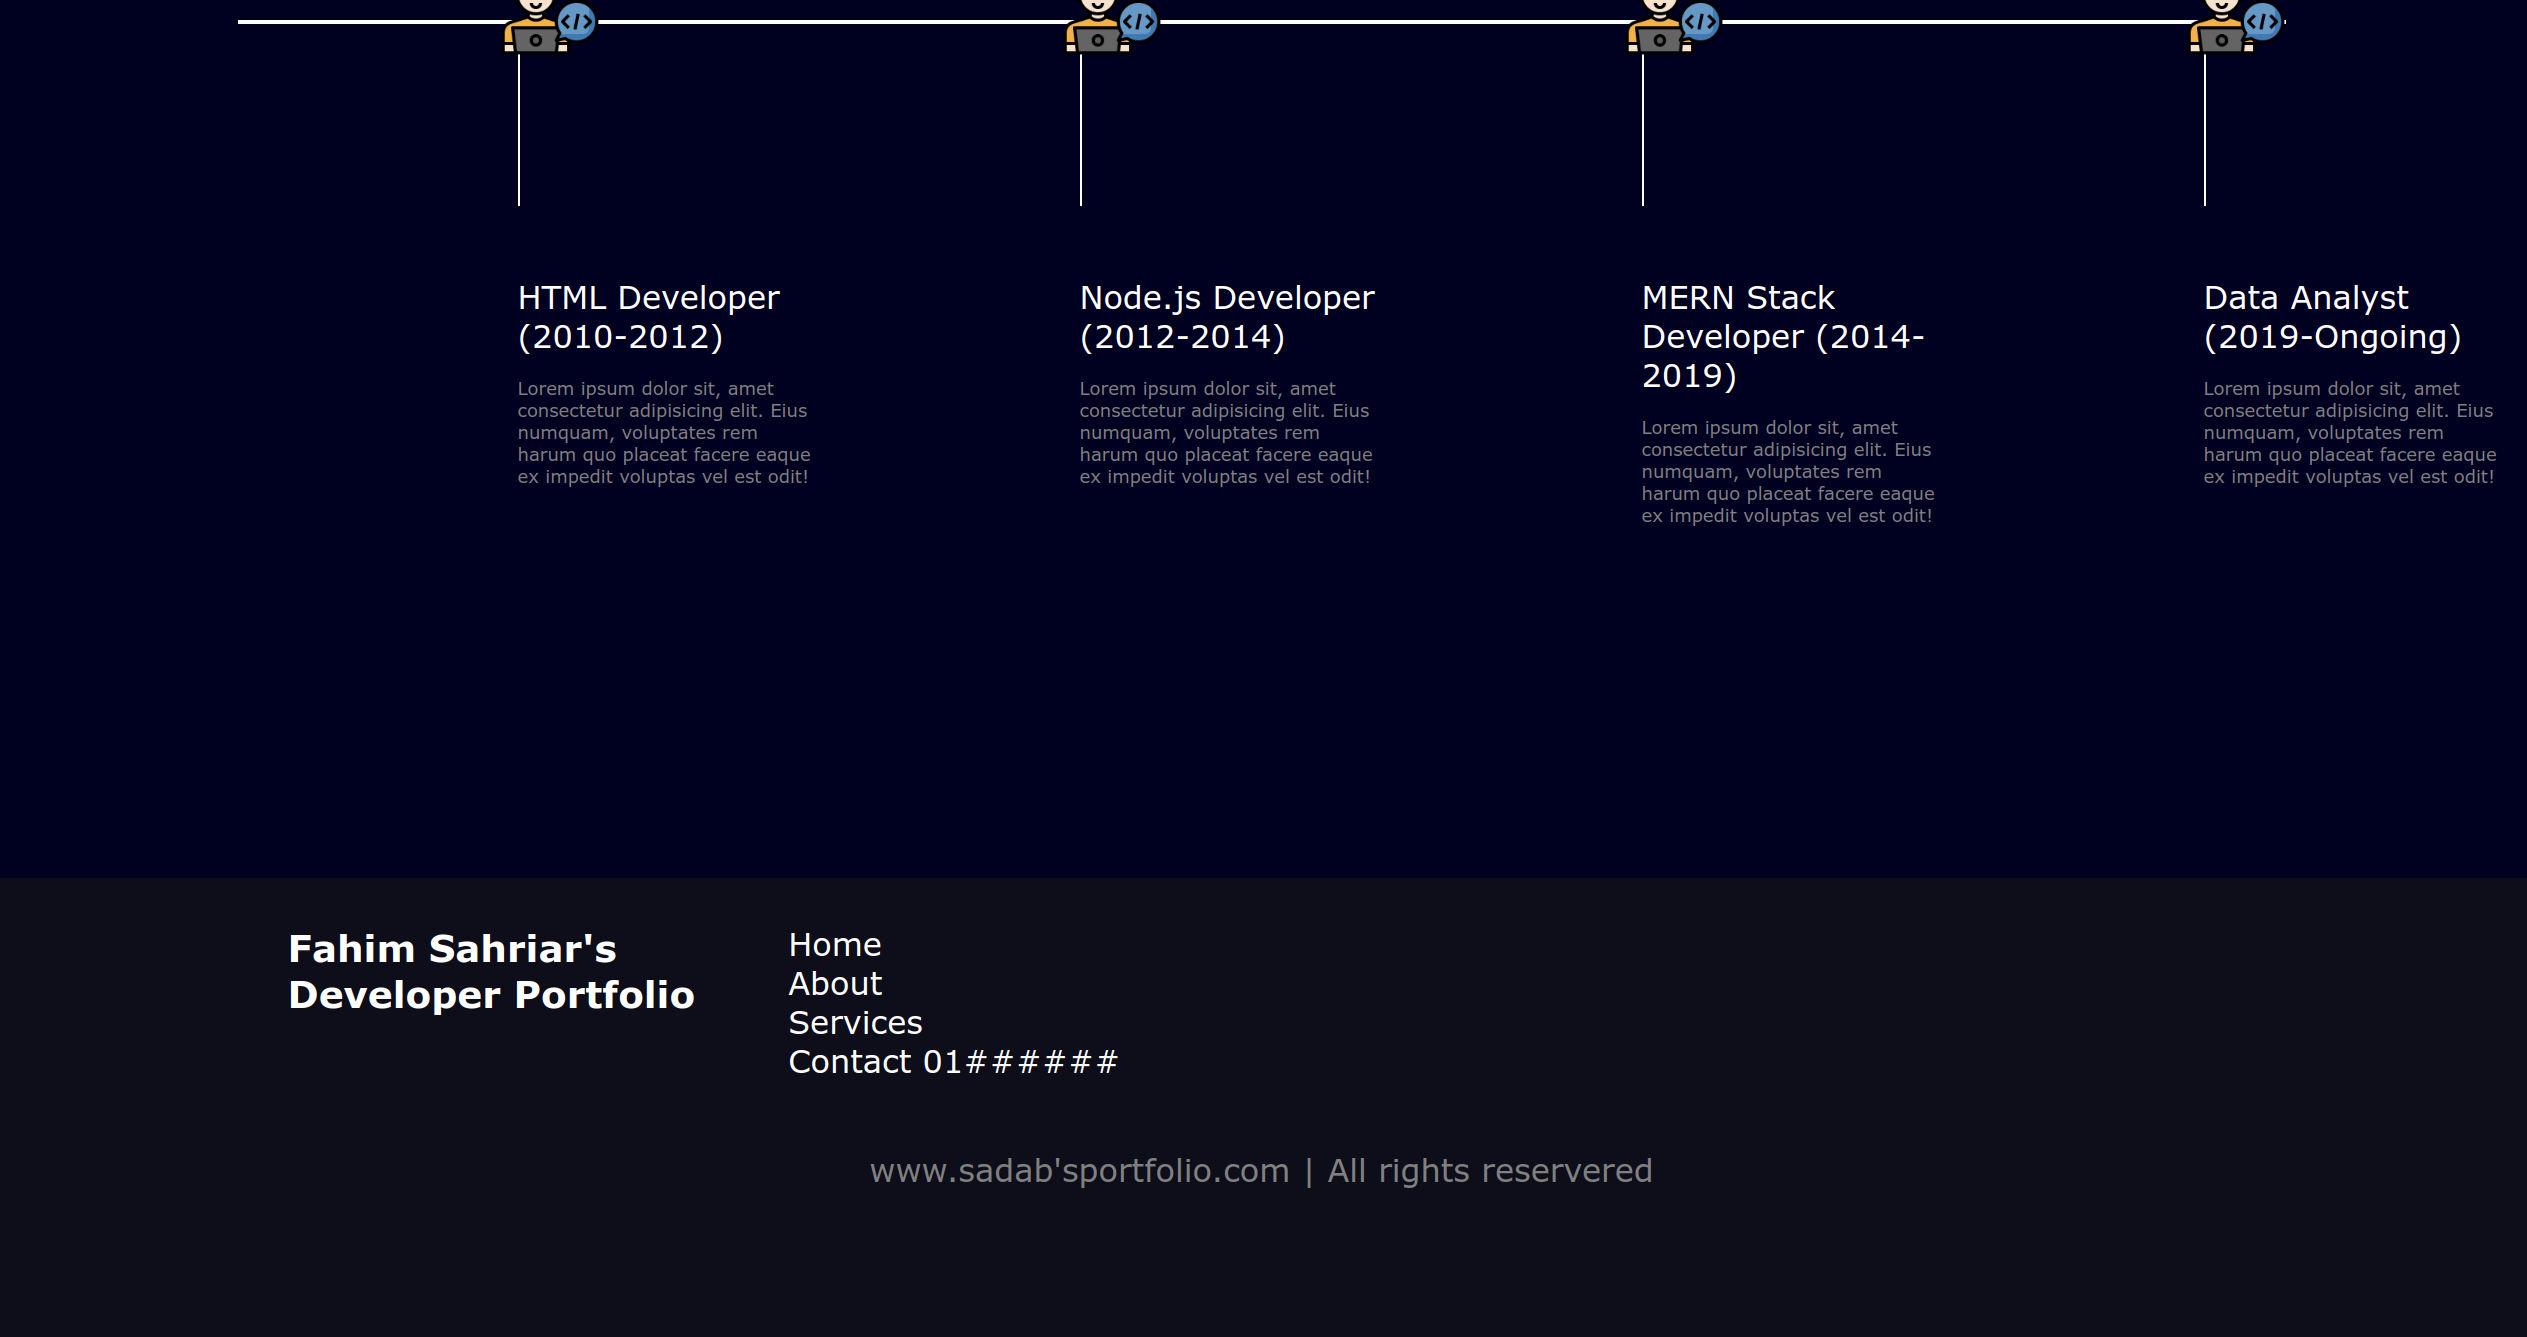 HTML Developer
(2010-2012)
Lorem ipsum dolor sit, amet
consectetur adipisicing elit. Eius
numquam, voluptates rem
harum quo placeat facere eaque
ex impedit voluptas vel est odit!
Node.js Developer
(2012-2014)
Lorem ipsum dolor sit, amet
consectetur adipisicing elit. Eius
numquam, voluptates rem
harum quo placeat facere eaque
ex impedit voluptas vel est odit!
MERN Stack
Developer (2014-
2019)
Lorem ipsum dolor sit, amet
consectetur adipisicing elit. Eius
numquam, voluptates rem
harum quo placeat facere eaque
ex impedit voluptas vel est odit!
Data Analyst
(2019-Ongoing)
Lorem ipsum dolor sit, amet
consectetur adipisicing elit. Eius
numquam, voluptates rem
harum quo placeat facere eaque
ex impedit voluptas vel est odit!
Fahim Sahriar's
Developer Portfolio
Home
About
Services
Contact 01######
www.sadab'sportfolio.com | All rights reservered